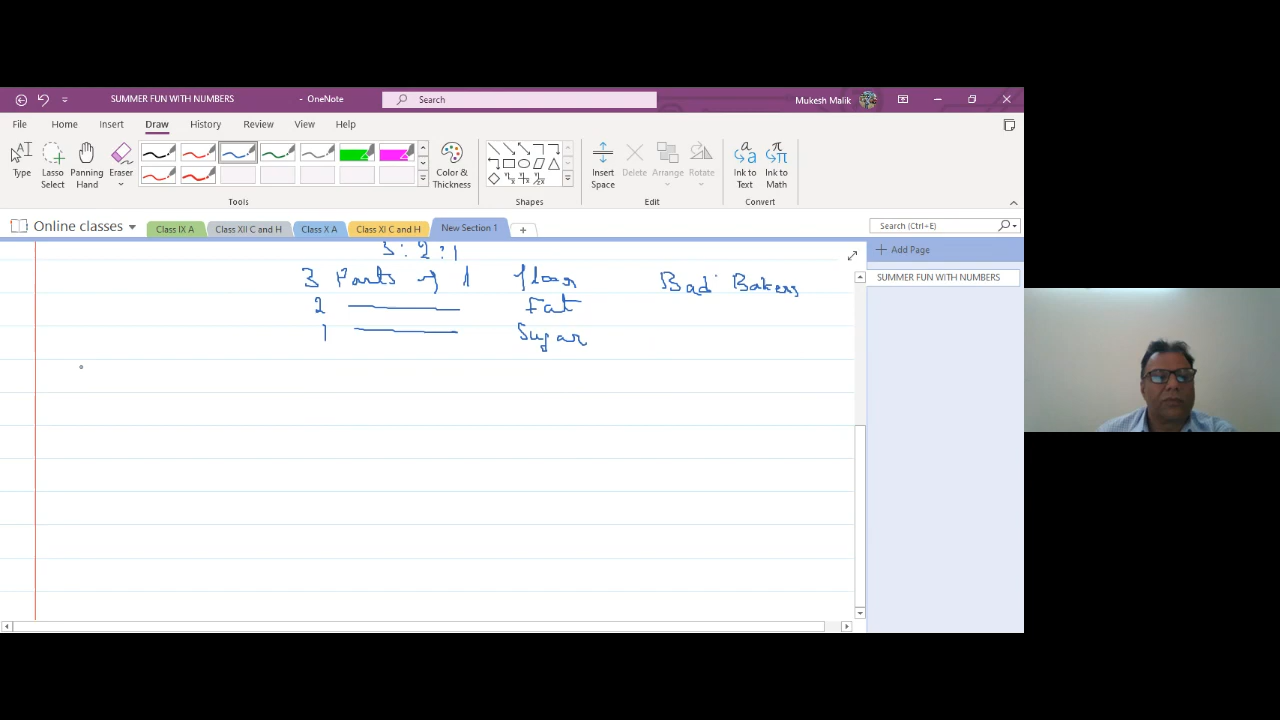 SUMMER FUN WITH NUMBERS - OneNote
Search
Mukesh Malik
File Home Insert Draw History Review View Help
Type
Lasso Select
Panning Hand
Eraser
Color & Thickness
Insert Space
Delete
Arrange
Rotate
Ink to Text
Ink to Math
Tools
Shapes
Edit
Convert
Online classes
Class IX A
Class XII C and H
Class X A
Class XI C and H
New Section 1
Search (Ctrl+E)
Add Page
SUMMER FUN WITH NUMBERS
3 : 2 : 1
3 Parts of
Bad Bakers
2 Fat
1 Sugar